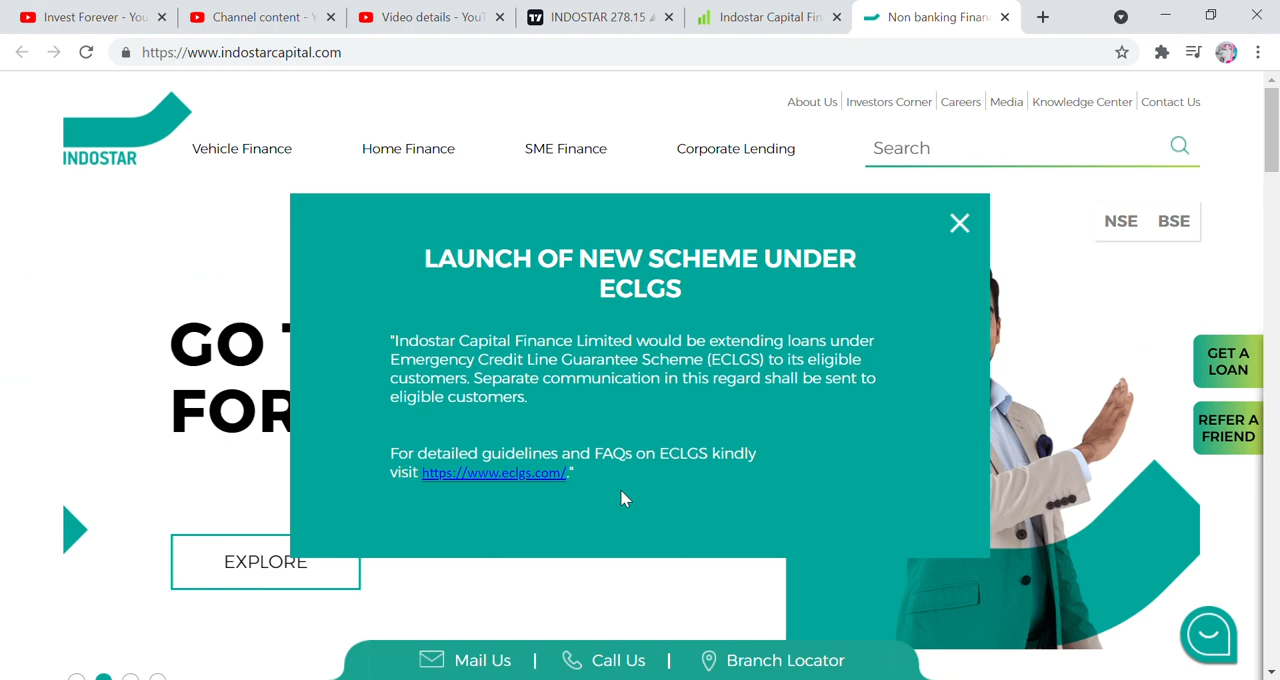 Invest Forever - You
Channel content - Y
Video details - YouT
INDOSTAR 278.15
Indostar Capital Fin
Non banking Finan
https://www.indostarcapital.com
About Us
Investors Corner
Careers
Media
Knowledge Center
Contact Us
INDOSTAR
Vehicle Finance
Home Finance
SME Finance
Corporate Lending
Search
NSE
BSE
LAUNCH OF NEW SCHEME UNDER
ECLGS
"Indostar Capital Finance Limited would be extending loans under
Emergency Credit Line Guarantee Scheme (ECLGS) to its eligible
customers. Separate communication in this regard shall be sent to
eligible customers.
For detailed guidelines and FAQs on ECLGS kindly
visit https://www.eclgs.com/."
GO
FOR
EXPLORE
GET A
LOAN
REFER A
FRIEND
Mail Us
Call Us
Branch Locator